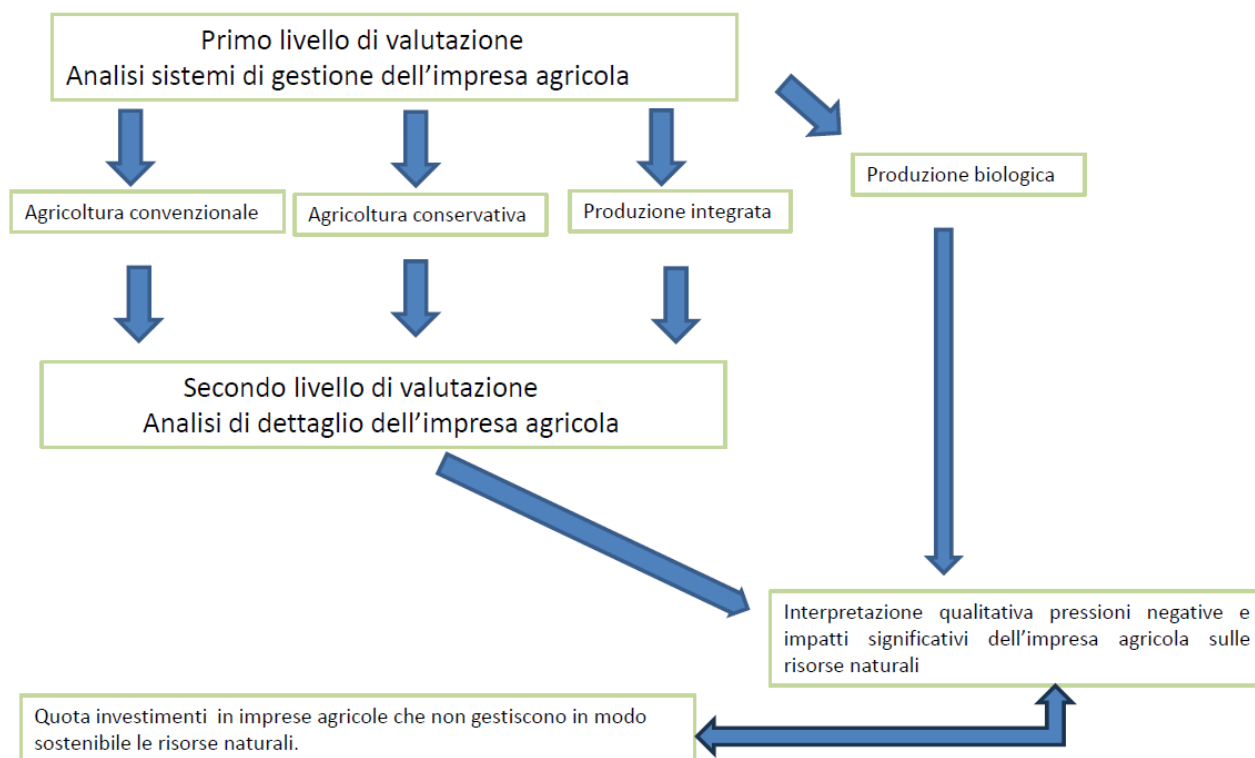 Primo livello di valutazione
Analisi sistemi di gestione dell’impresa agricola
Produzione biologica
Agricoltura convenzionale
Agricoltura conservativa
Produzione integrata
Secondo livello di valutazione
Analisi di dettaglio dell’impresa agricola
Interpretazione qualitativa pressioni negative e
impatti significativi dell’impresa agricola sulle
risorse naturali
Quota investimenti in imprese agricole che non gestiscono in modo
sostenibile le risorse naturali.